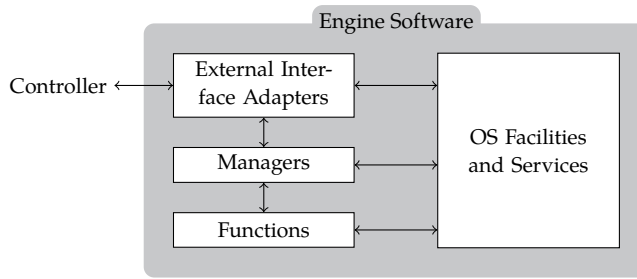 Engine Software
Controller
External Inter-
face Adapters
Managers
Functions
OS Facilities
and Services